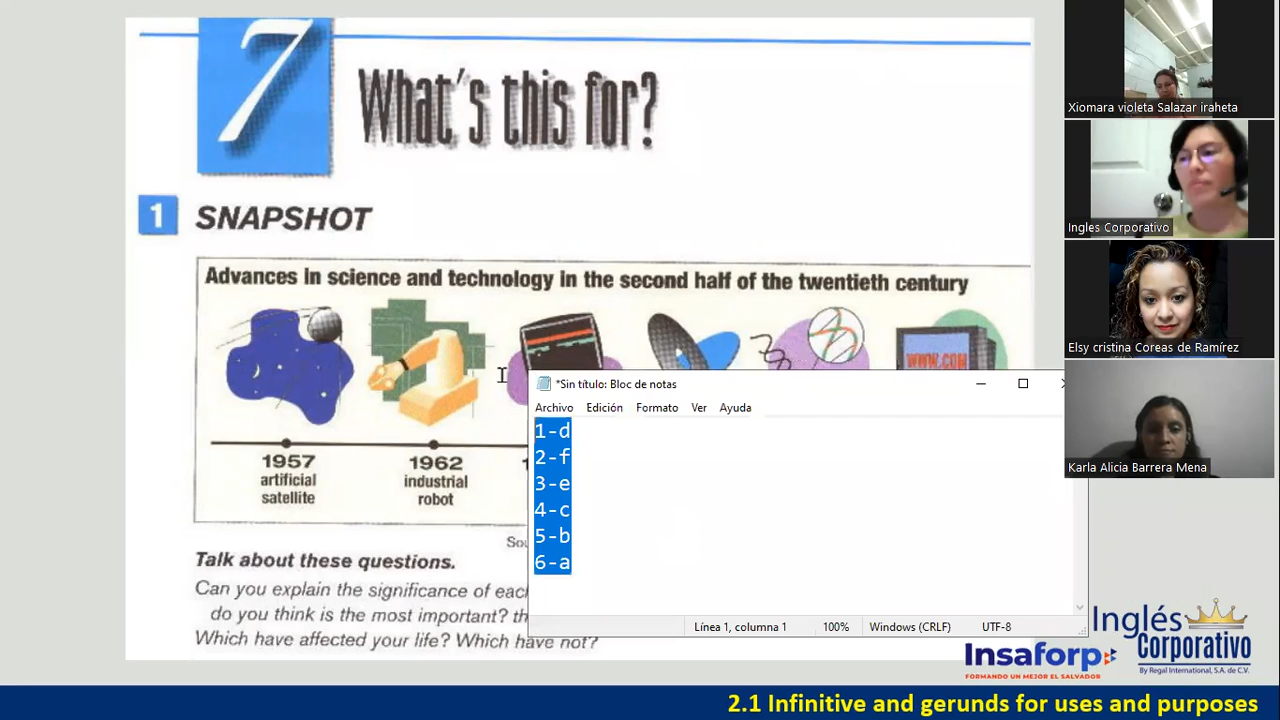 7
What's this for?
1 SNAPSHOT
Advances in science and technology in the second half of the twentieth century
WWW.COM
1957
artificial
satellite
1962
industrial
robot
Talk about these questions.
Can you explain the significance of
do you think is the most important?
Which have affected your life? Which have not?
*Sin título: Bloc de notas
Archivo Edición Formato Ver Ayuda
1-d
2-f
3-e
4-c
5-b
6-a
Línea 1, columna 1 100% Windows (CRLF) UTF-8
Xiomara violeta Salazar iraheta
Ingles Corporativo
Elsy cristina Coreas de Ramírez
Karla Alicia Barrera Mena
Inglés
Corporativo
By Regal International, S.A. de C.V.
Insaforp
FORMANDO UN MEJOR EL SALVADOR
2.1 Infinitive and gerunds for uses and purposes